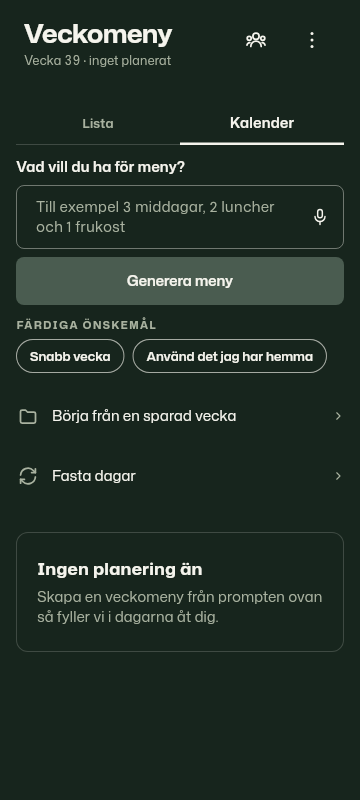 Veckomeny
Vecka 39 · inget planerat
Lista
Kalender
Vad vill du ha för meny?
Till exempel 3 middagar, 2 luncher
och 1 frukost
Generera meny
FÄRDIGA ÖNSKEMÅL
Snabb vecka
Använd det jag har hemma
Börja från en sparad vecka
Fasta dagar
Ingen planering än
Skapa en veckomeny från prompten ovan
så fyller vi i dagarna åt dig.